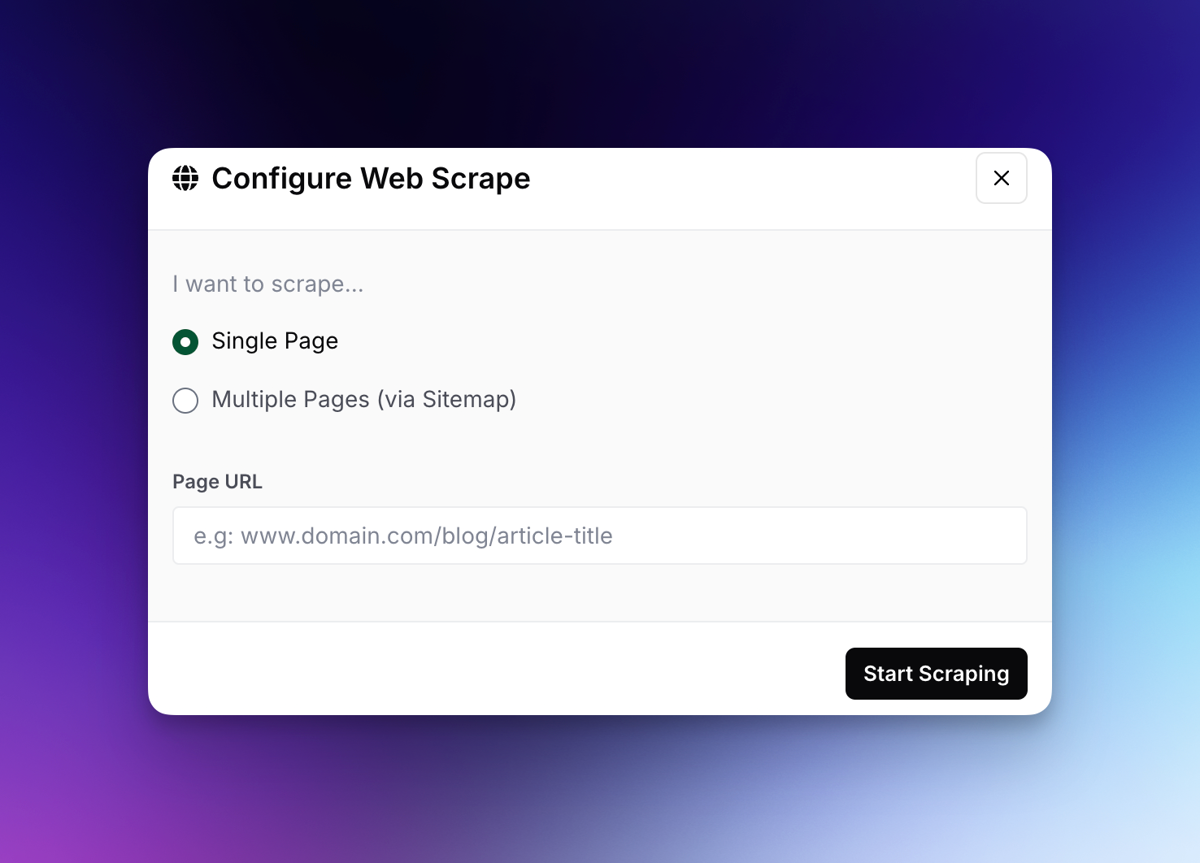 Configure Web Scrape
I want to scrape...
Single Page
Multiple Pages (via Sitemap)
Page URL
e.g: www.domain.com/blog/article-title
Start Scraping